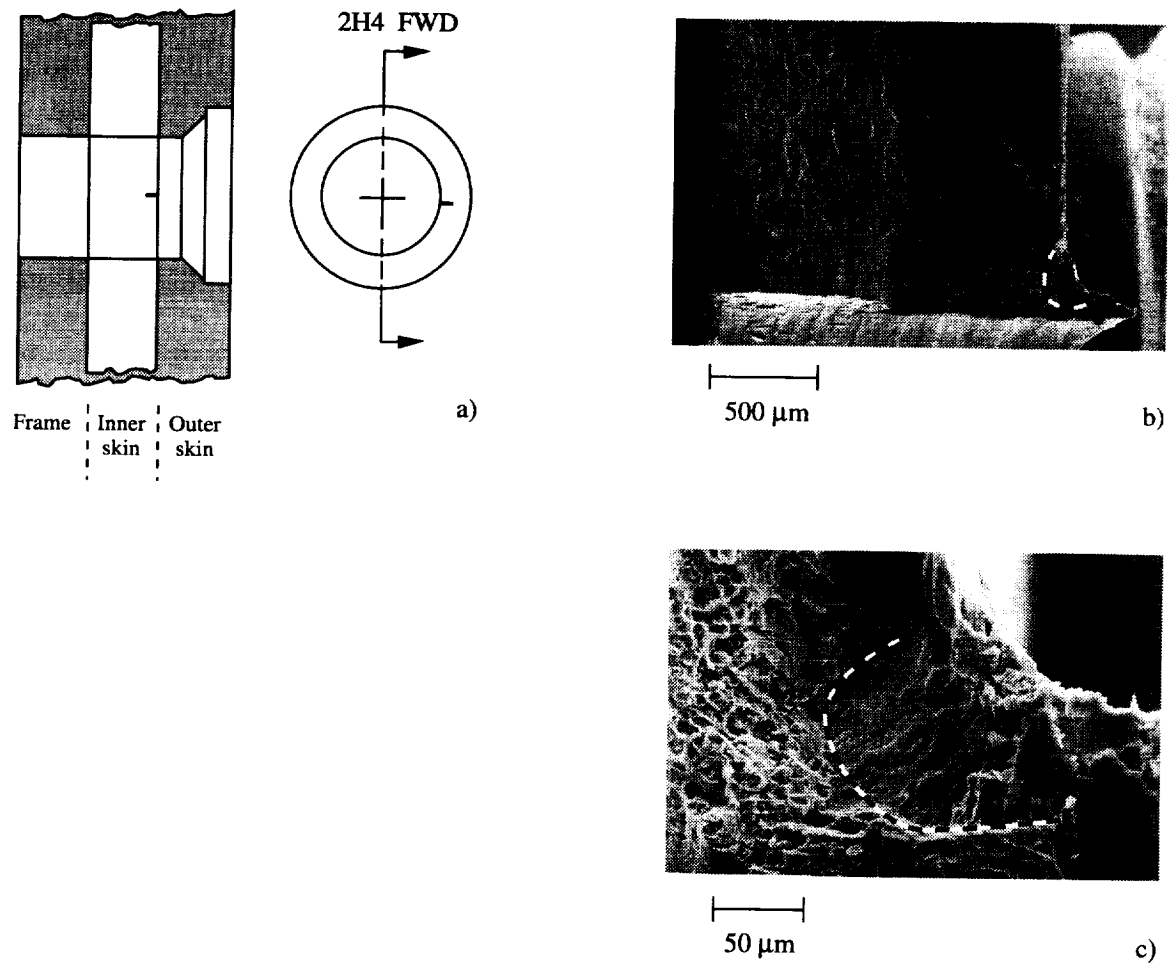 2H4 FWD
a)
Frame
Inner
skin
Outer
skin
500 μm
b)
50 μm
c)